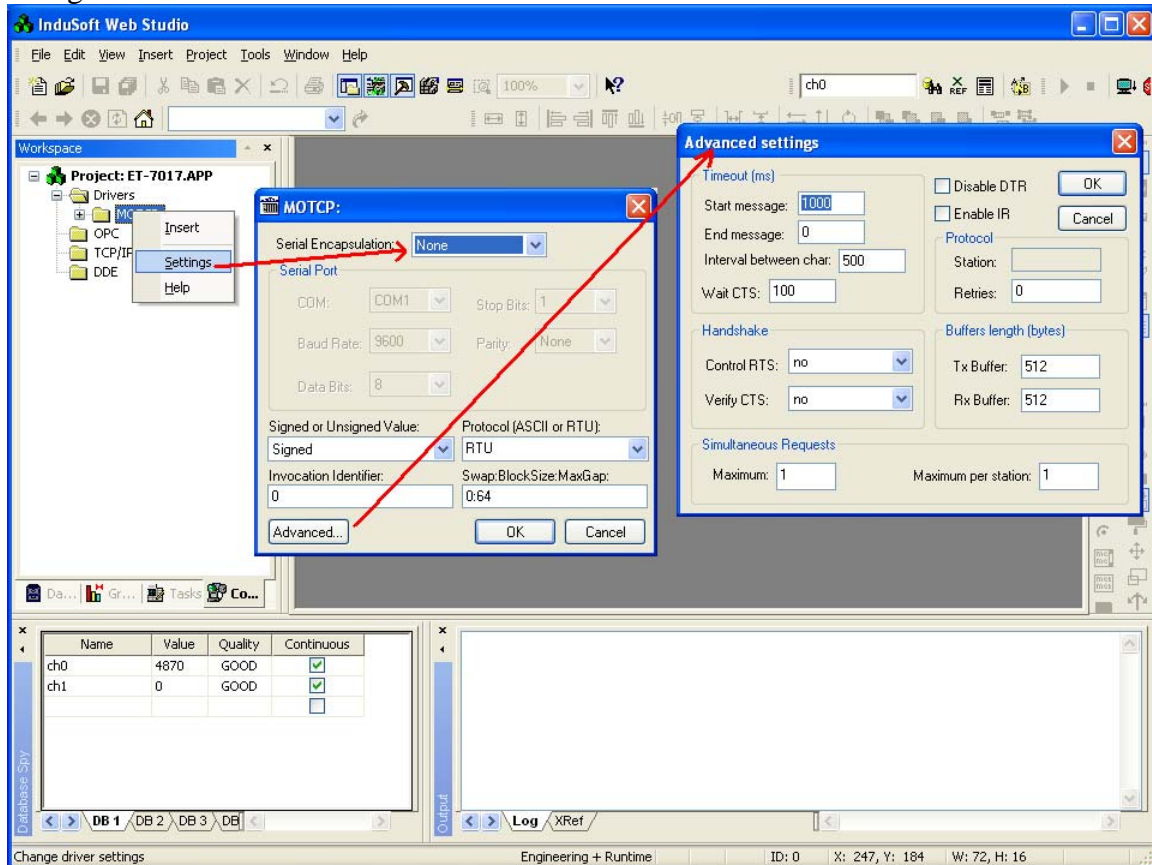 InduSoft Web Studio
File Edit View Insert Project Tools Window Help
100%
ch0
REF
Workspace
Project: ET-7017.APP
Drivers
OPC
TCP/IP
DDE
Insert
Settings
Help
MOTCP:
Serial Encapsulation: None
Serial Port
COM: COM1 Stop Bits: 1
Baud Rate: 9600 Parity: None
Data Bits: 8
Signed or Unsigned Value: Protocol (ASCII or RTU):
Signed RTU
Invocation Identifier: Swap:BlockSize:MaxGap:
0 0:64
Advanced... OK Cancel
Advanced settings
Timeout (ms)
Start message: 1000
End message: 0
Interval between char: 500
Wait CTS: 100
Disable DTR OK
Enable IR Cancel
Protocol
Station:
Retries: 0
Handshake
Control RTS: no
Verify CTS: no
Buffers length (bytes)
Tx Buffer: 512
Rx Buffer: 512
Simultaneous Requests
Maximum: 1 Maximum per station: 1
Da... Gr... Tasks Co...
Name Value Quality Continuous
ch0 4870 GOOD
ch1 0 GOOD
Database Spy
DB 1 DB 2 DB 3 DB
Output
Log XRef
Change driver settings Engineering + Runtime ID: 0 X: 247, Y: 184 W: 72, H: 16